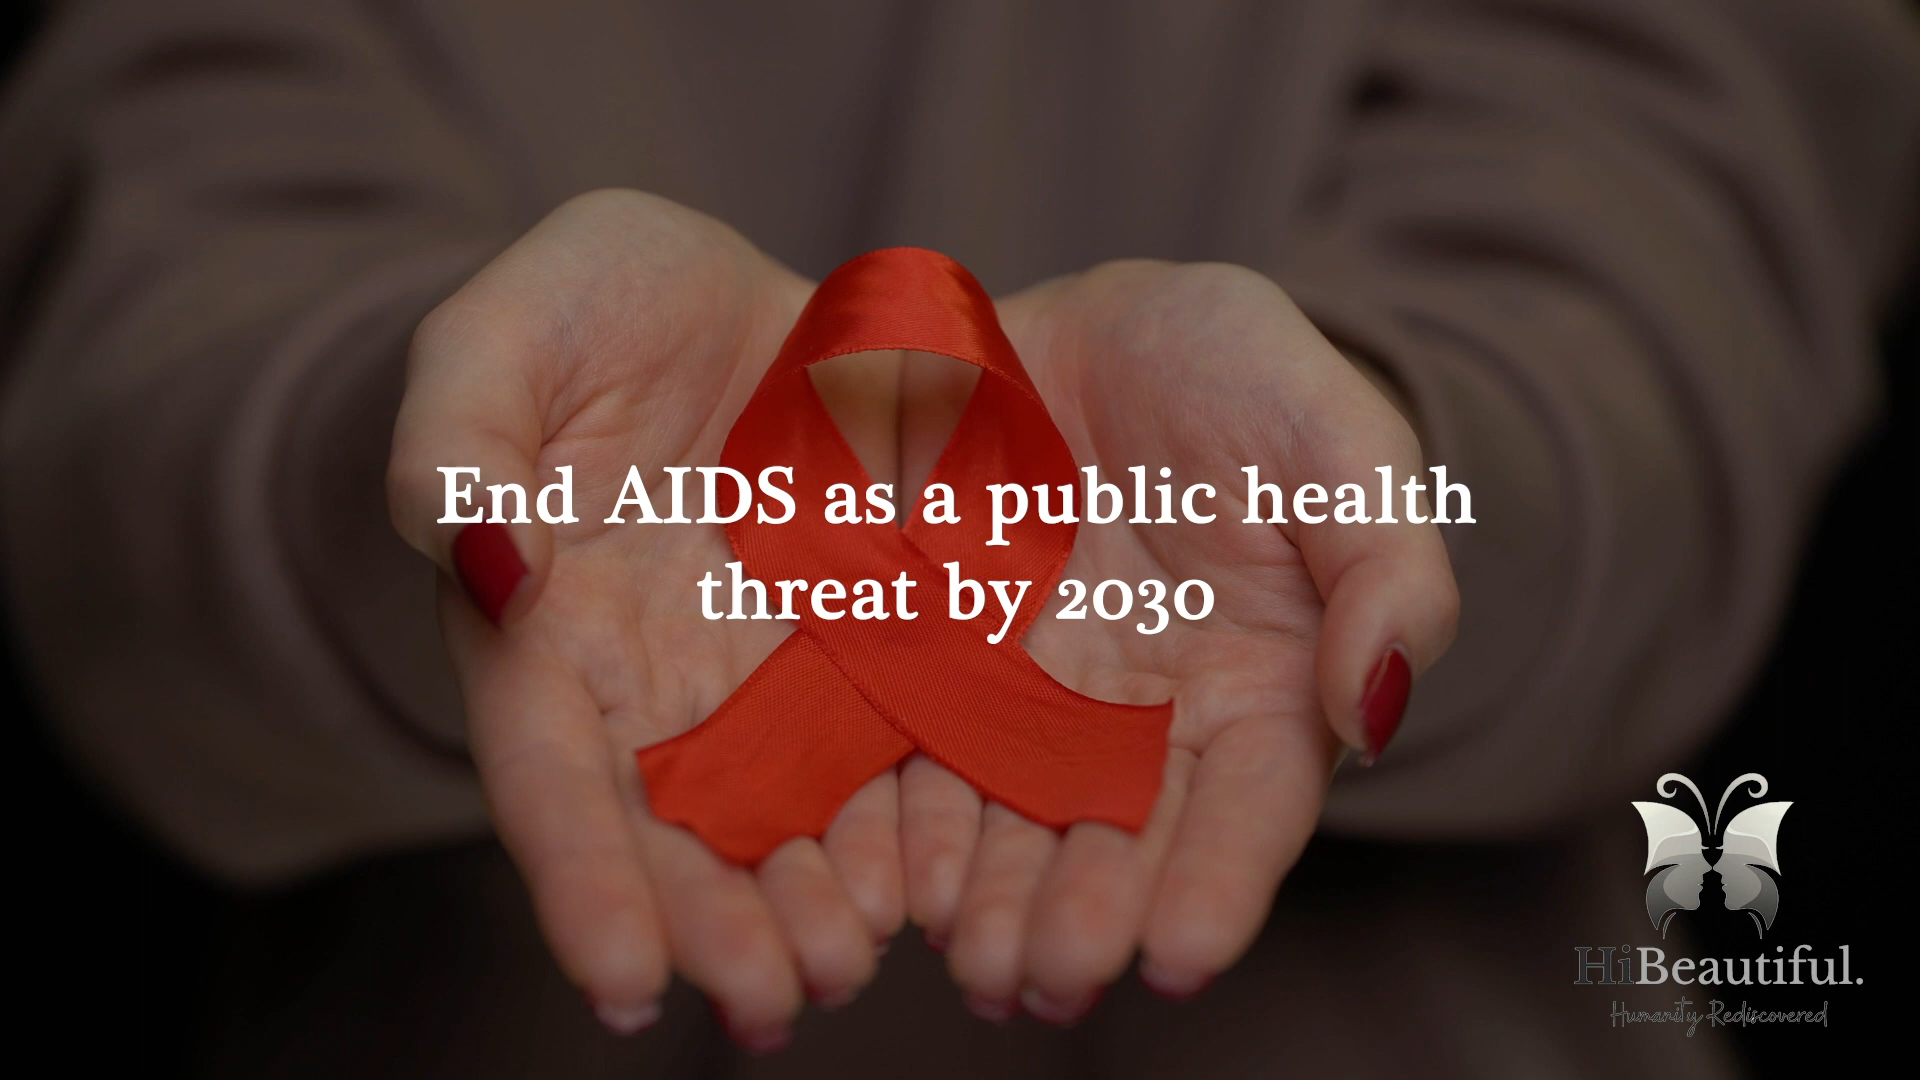 End AIDS as a public health
threat by 2030
HiBeautiful.
Humanity Rediscovered